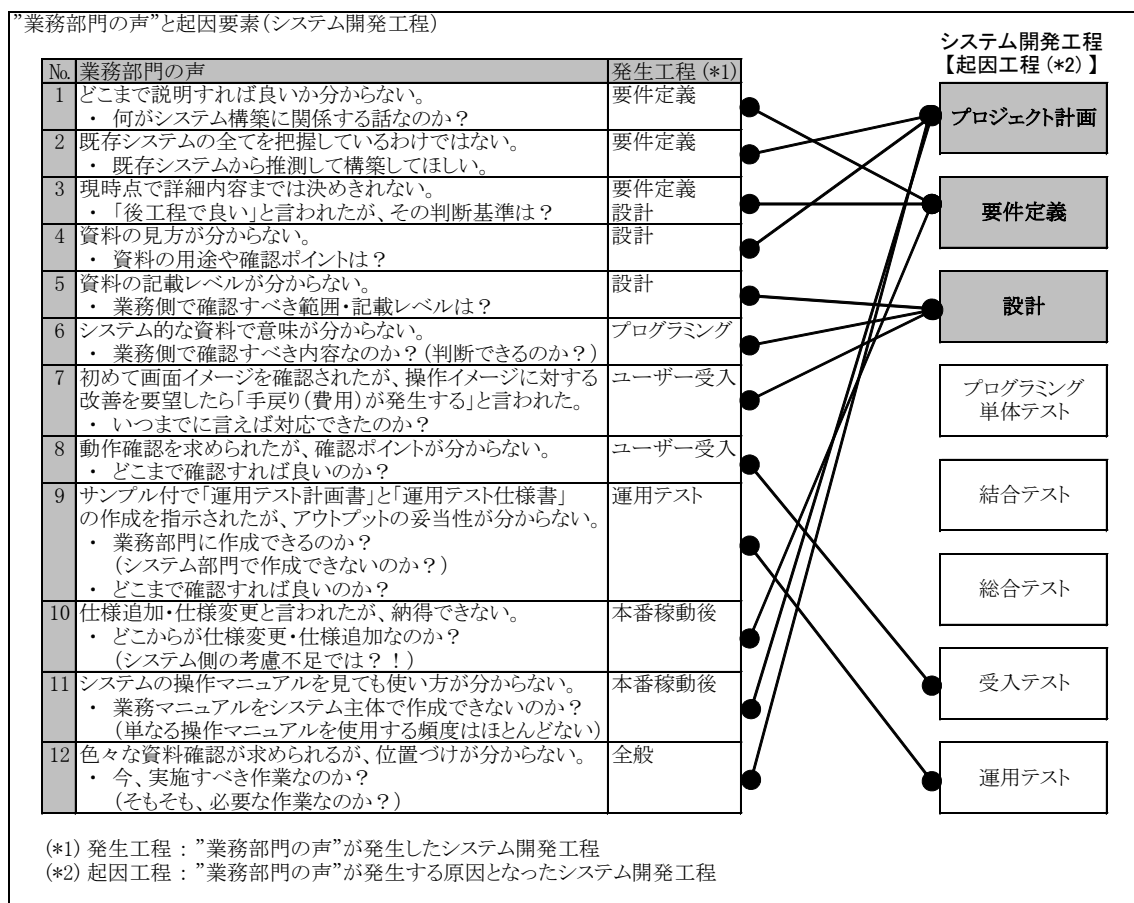 ”業務部門の声”と起因要素(システム開発工程)
システム開発工程
【起因工程(*2)】
No. 業務部門の声 発生工程(*1)
1 どこまで説明すれば良いか分からない。 要件定義
・ 何がシステム構築に関係する話なのか?
2 既存システムの全てを把握しているわけではない。 要件定義
・ 既存システムから推測して構築してほしい。
3 現時点で詳細内容までは決めきれない。 要件定義
・ 「後工程で良い」と言われたが、その判断基準は? 設計
4 資料の見方が分からない。 設計
・ 資料の用途や確認ポイントは?
5 資料の記載レベルが分からない。 設計
・ 業務側で確認すべき範囲・記載レベルは?
6 システム的な資料で意味が分からない。 プログラミング
・ 業務側で確認すべき内容なのか?(判断できるのか?)
7 初めて画面イメージを確認されたが、操作イメージに対する ユーザー受入
改善を要望したら「手戻り(費用)が発生する」と言われた。
・ いつまでに言えば対応できたのか?
8 動作確認を求められたが、確認ポイントが分からない。 ユーザー受入
・ どこまで確認すれば良いのか?
9 サンプル付で「運用テスト計画書」と「運用テスト仕様書」 運用テスト
の作成を指示されたが、アウトプットの妥当性が分からない。
・ 業務部門に作成できるのか?
(システム部門で作成できないのか?)
・ どこまで確認すれば良いのか?
10 仕様追加・仕様変更と言われたが、納得できない。 本番稼動後
・ どこからが仕様変更・仕様追加なのか?
(システム側の考慮不足では?!)
11 システムの操作マニュアルを見ても使い方が分からない。 本番稼動後
・ 業務マニュアルをシステム主体で作成できないのか?
(単なる操作マニュアルを使用する頻度はほとんどない)
12 色々な資料確認が求められるが、位置づけが分からない。 全般
・ 今、実施すべき作業なのか?
(そもそも、必要な作業なのか?)
プロジェクト計画
要件定義
設計
プログラミング
単体テスト
結合テスト
総合テスト
受入テスト
運用テスト
(*1) 発生工程 : ”業務部門の声”が発生したシステム開発工程
(*2) 起因工程 : ”業務部門の声”が発生する原因となったシステム開発工程